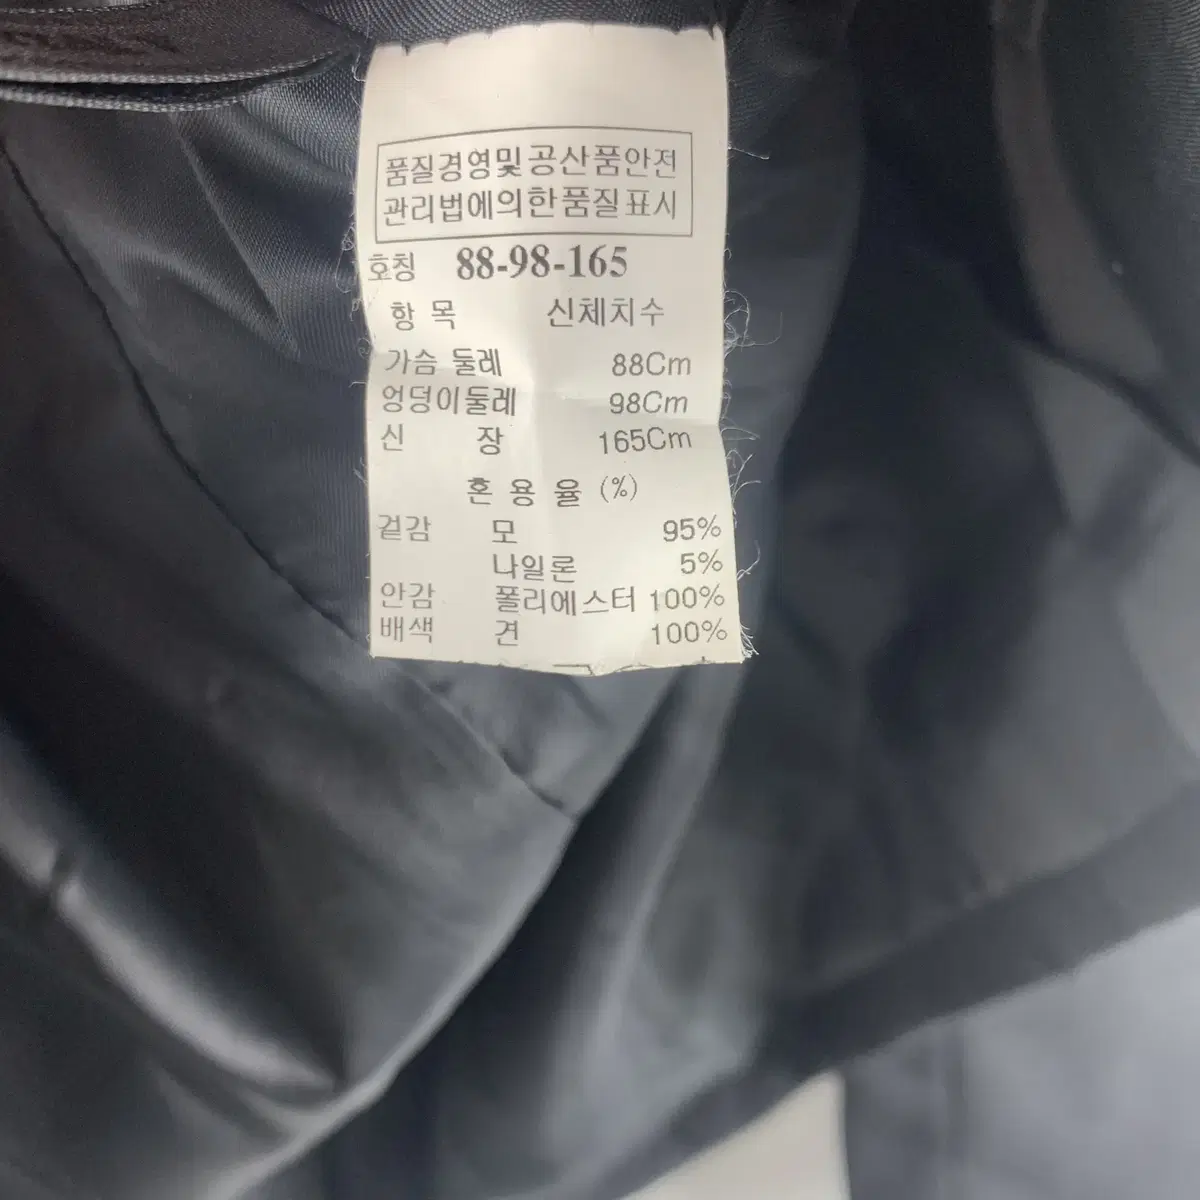 품질경영및공산품안전
관리법에의한품질표시
호칭 88-98-165
항 목 신체치수
가슴 둘레 88Cm
엉덩이둘레 98Cm
신 장 165Cm
혼 용 율 (%)
겉감 모 95%
나일론 5%
안감 폴리에스터 100%
배색 견 100%